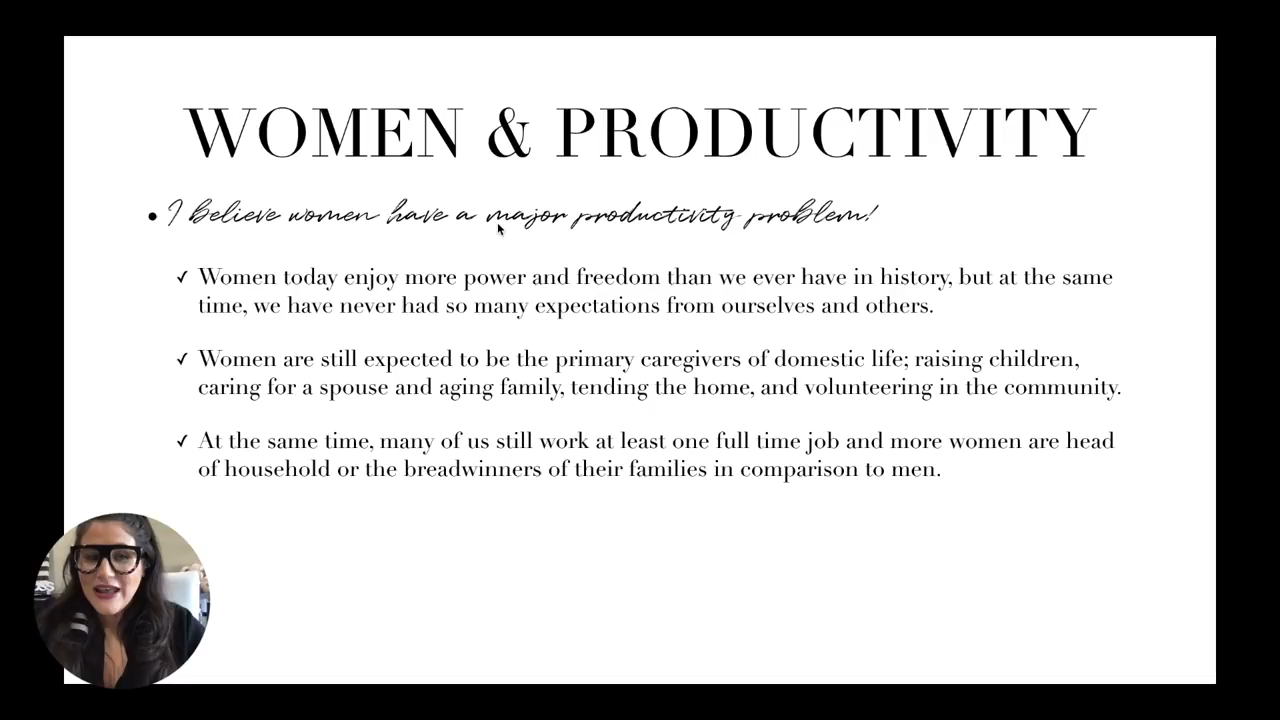 WOMEN & PRODUCTIVITY
• I believe women have a major productivity problem!
✓ Women today enjoy more power and freedom than we ever have in history, but at the same
time, we have never had so many expectations from ourselves and others.
✓ Women are still expected to be the primary caregivers of domestic life; raising children,
caring for a spouse and aging family, tending the home, and volunteering in the community.
✓ At the same time, many of us still work at least one full time job and more women are head
of household or the breadwinners of their families in comparison to men.